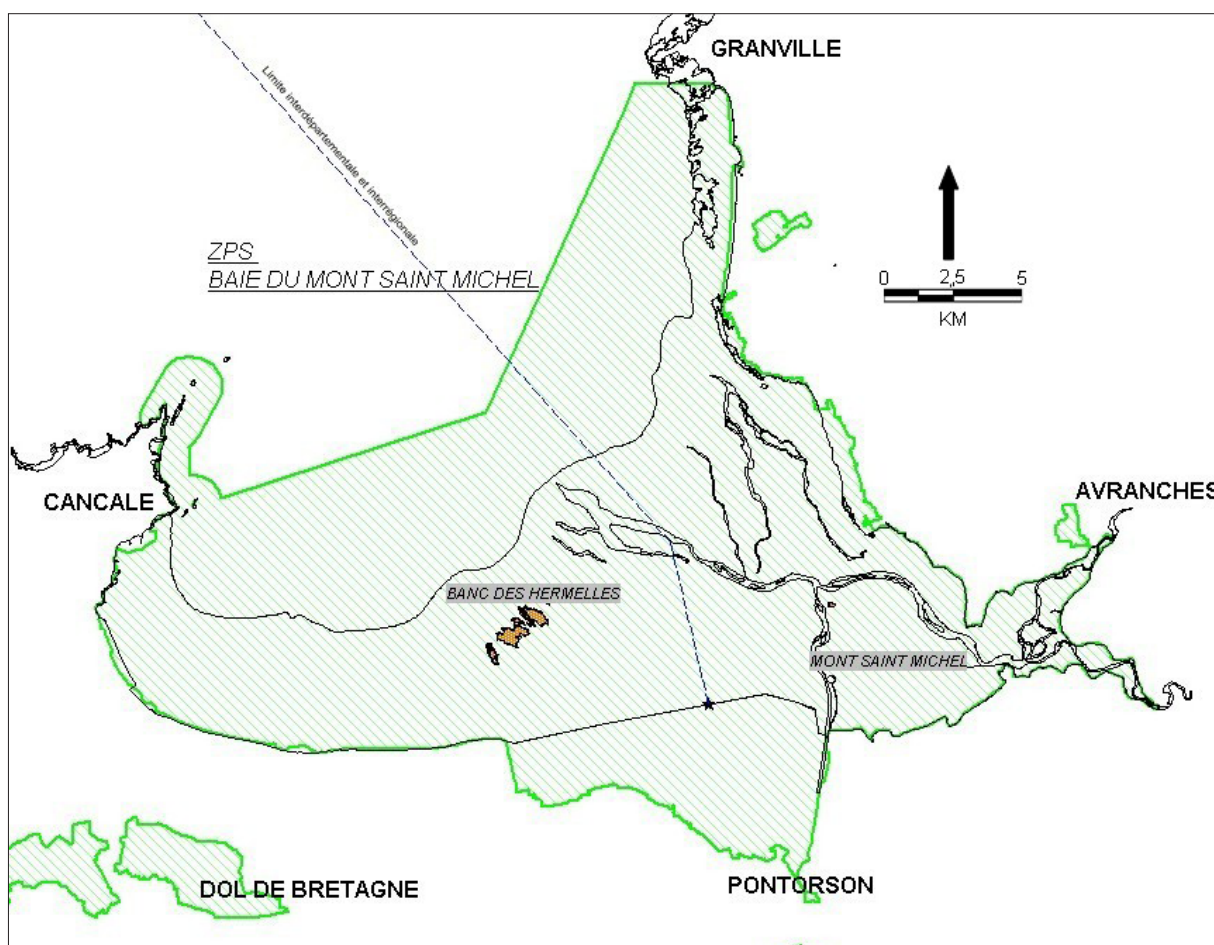 GRANVILLE
Limite interdépartementale et interrégionale
ZPS
BAIE DU MONT SAINT MICHEL
0 2,5 5
KM
CANCALE
AVRANCHES
BANC DES HERMELLES
MONT SAINT MICHEL
DOL DE BRETAGNE
PONTORSON